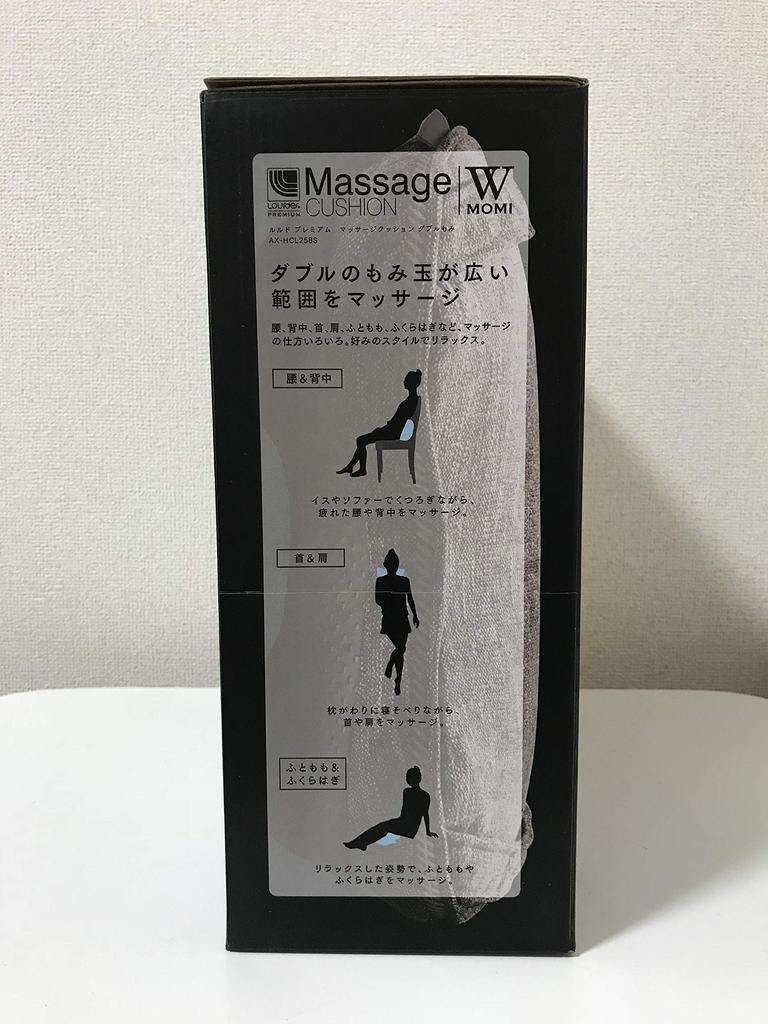 Lourdes
PREMIUM
Massage
CUSHION
W
MOMI
ルルド プレミアム マッサージクッション ダブルもみ
AX-HCL258S
ダブルのもみ玉が広い
範囲をマッサージ
腰、背中、首、肩、ふともも、ふくらはぎなど、マッサージ
の仕方いろいろ。好みのスタイルでリラックス。
腰&背中
イスやソファーでくつろぎながら、
疲れた腰や背中をマッサージ。
首&肩
枕がわりに寝そべりながら、
首や肩をマッサージ。
ふともも&
ふくらはぎ
リラックスした姿勢で、ふとももや
ふくらはぎをマッサージ。